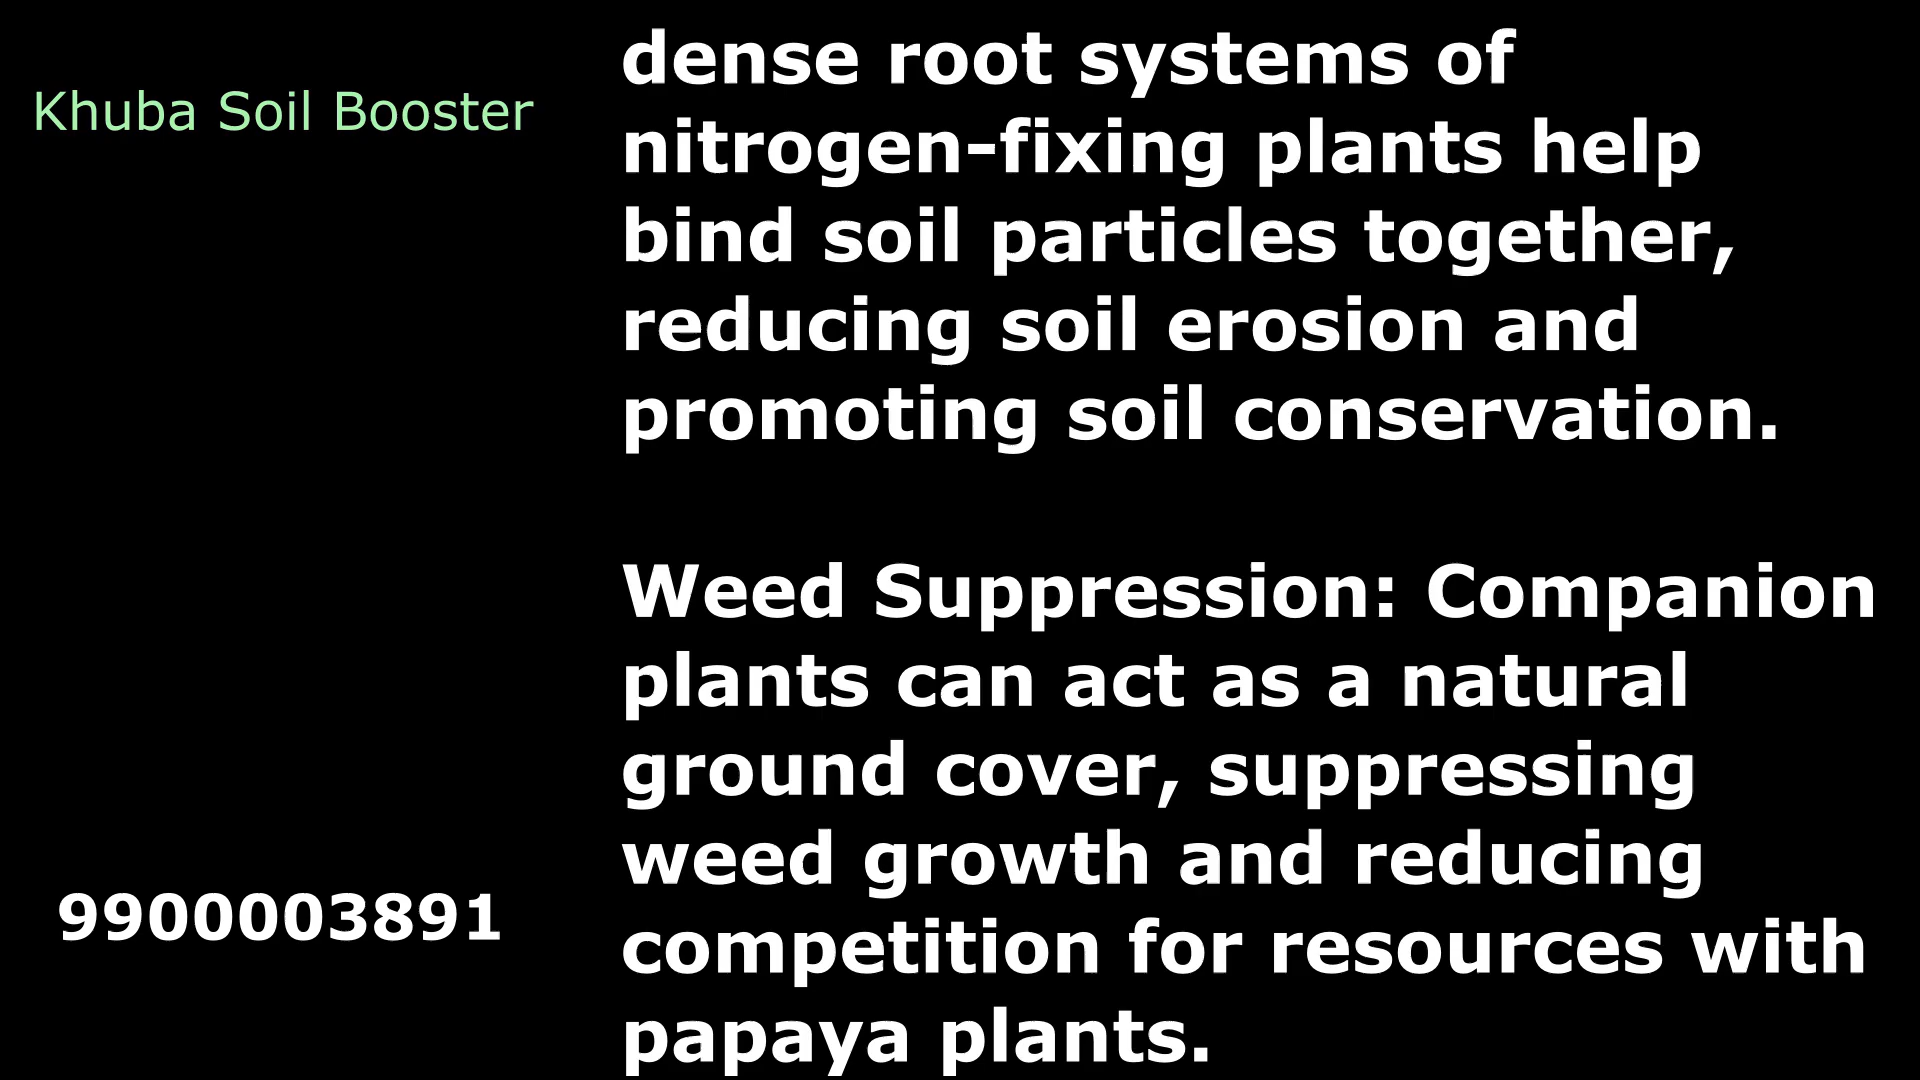 Khuba Soil Booster
9900003891
dense root systems of
nitrogen-fixing plants help
bind soil particles together,
reducing soil erosion and
promoting soil conservation.
Weed Suppression: Companion
plants can act as a natural
ground cover, suppressing
weed growth and reducing
competition for resources with
papaya plants.